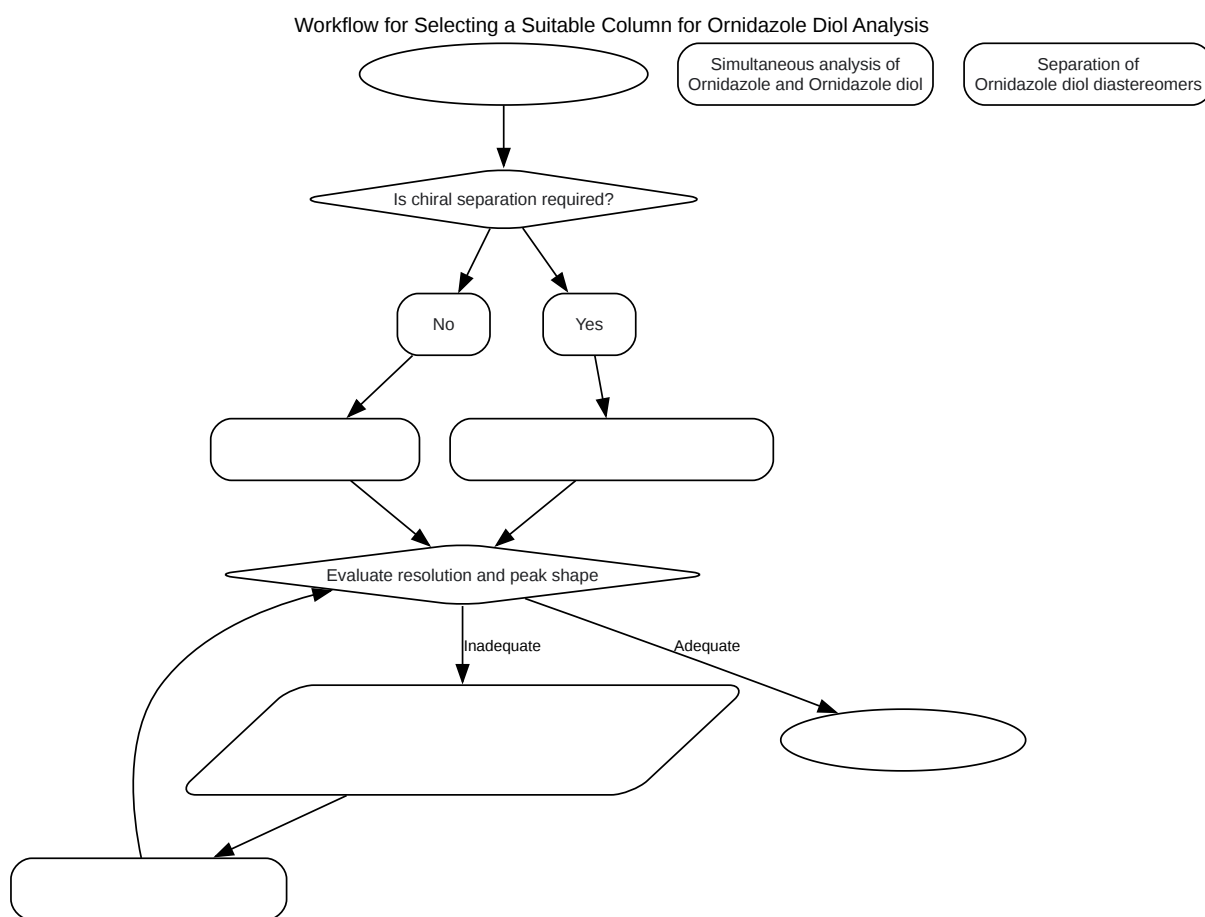 Workflow for Selecting a Suitable Column for Ornidazole Diol Analysis
Simultaneous analysis of
Ornidazole and Ornidazole diol
Separation of
Ornidazole diol diastereomers
Is chiral separation required?
No
Yes
Evaluate resolution and peak shape
Inadequate
Adequate